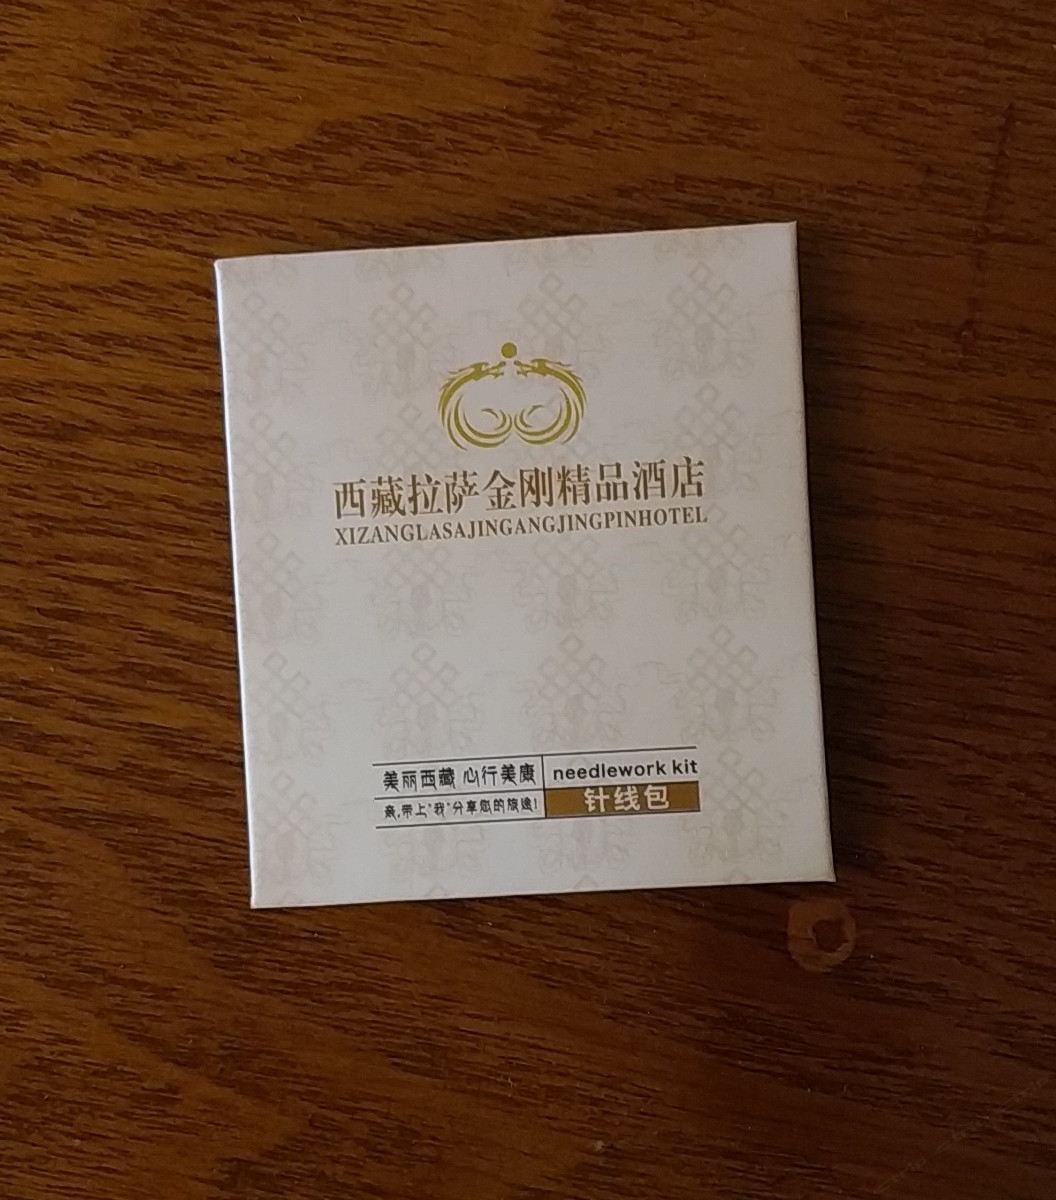 西藏拉萨金刚精品酒店
XIZANGLASAJINGANGJINGPINHOTEL
美丽西藏 心行美康
亲,带上"我"分享您的旅途!
needlework kit
针线包